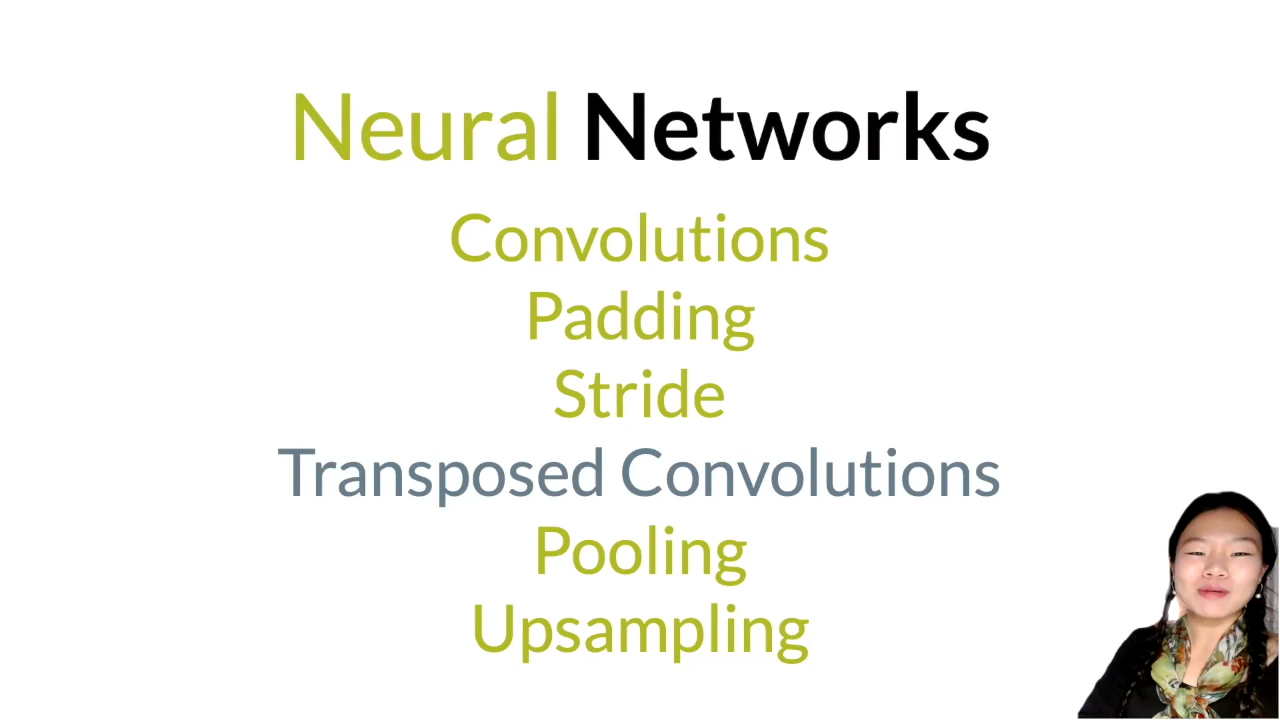 Neural Networks
Convolutions
Padding
Stride
Transposed Convolutions
Pooling
Upsampling